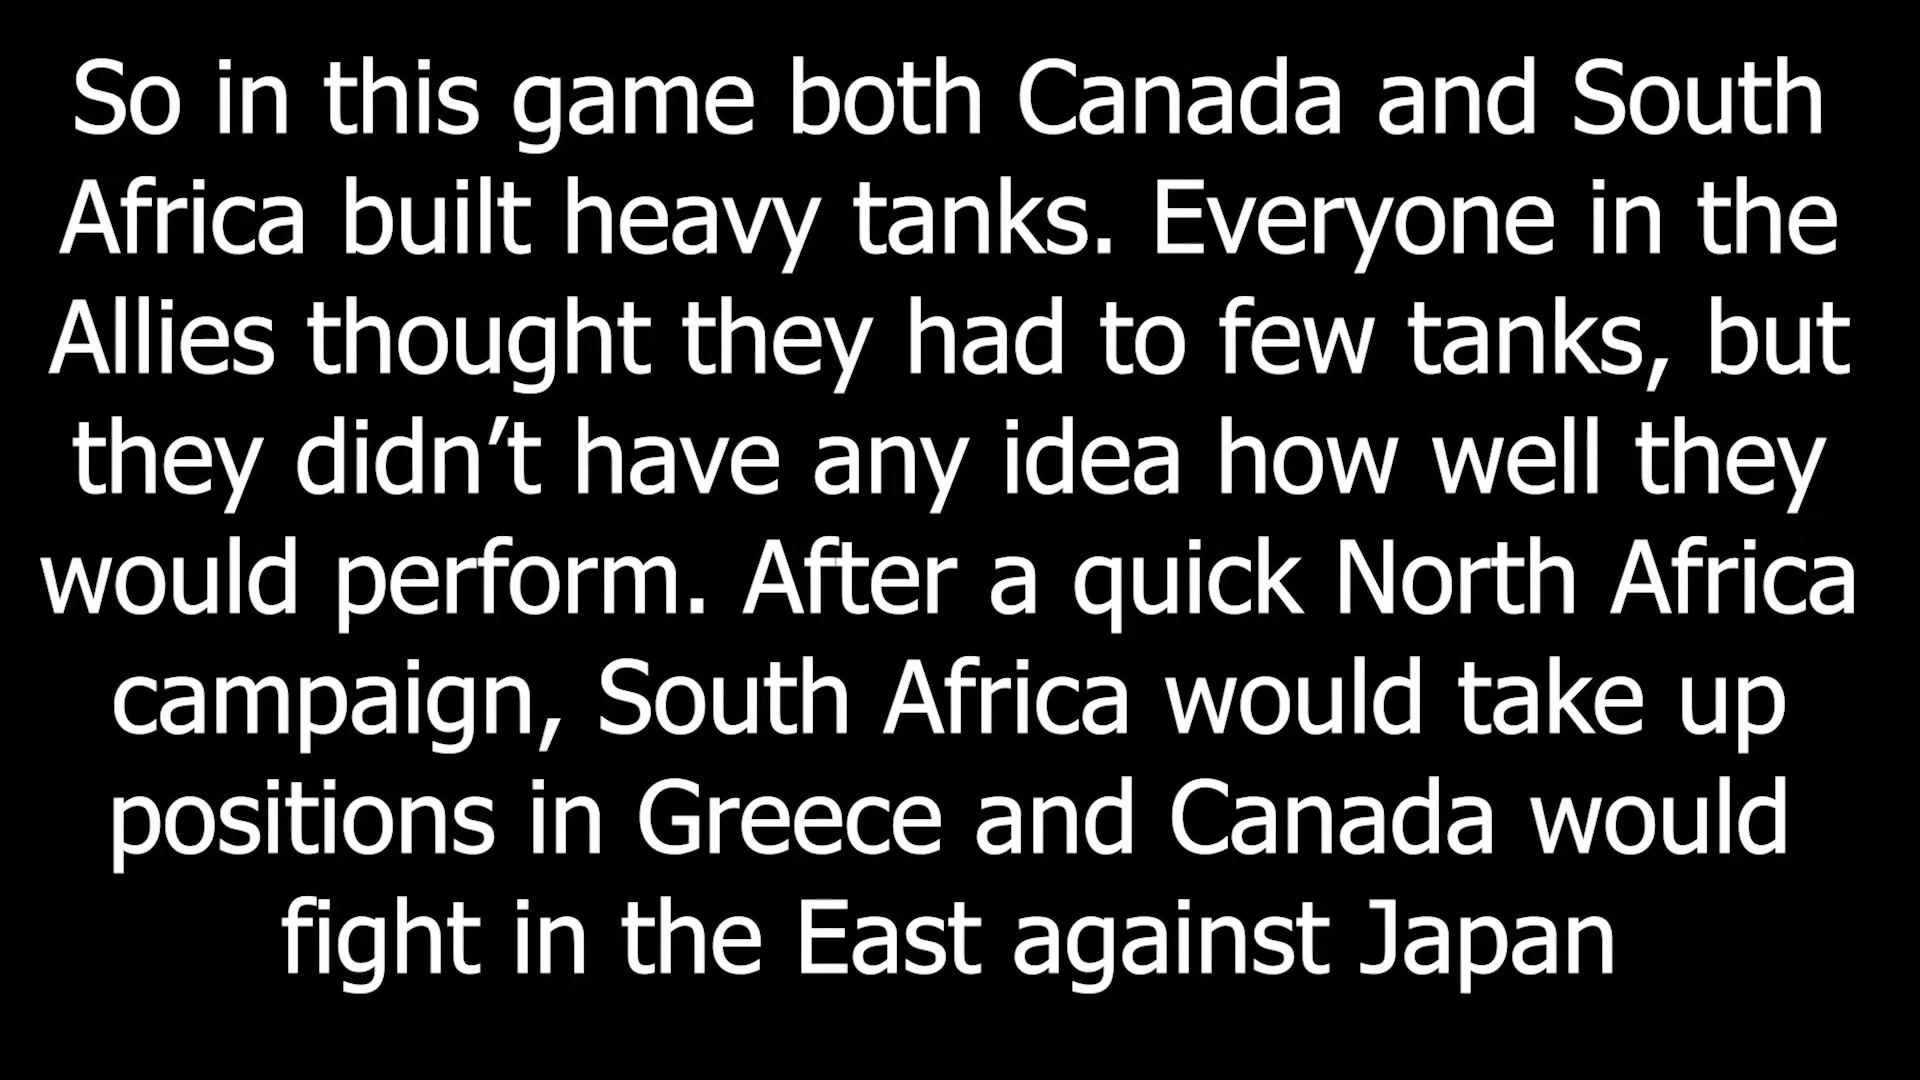 So in this game both Canada and South
Africa built heavy tanks. Everyone in the
Allies thought they had to few tanks, but
they didn’t have any idea how well they
would perform. After a quick North Africa
campaign, South Africa would take up
positions in Greece and Canada would
fight in the East against Japan